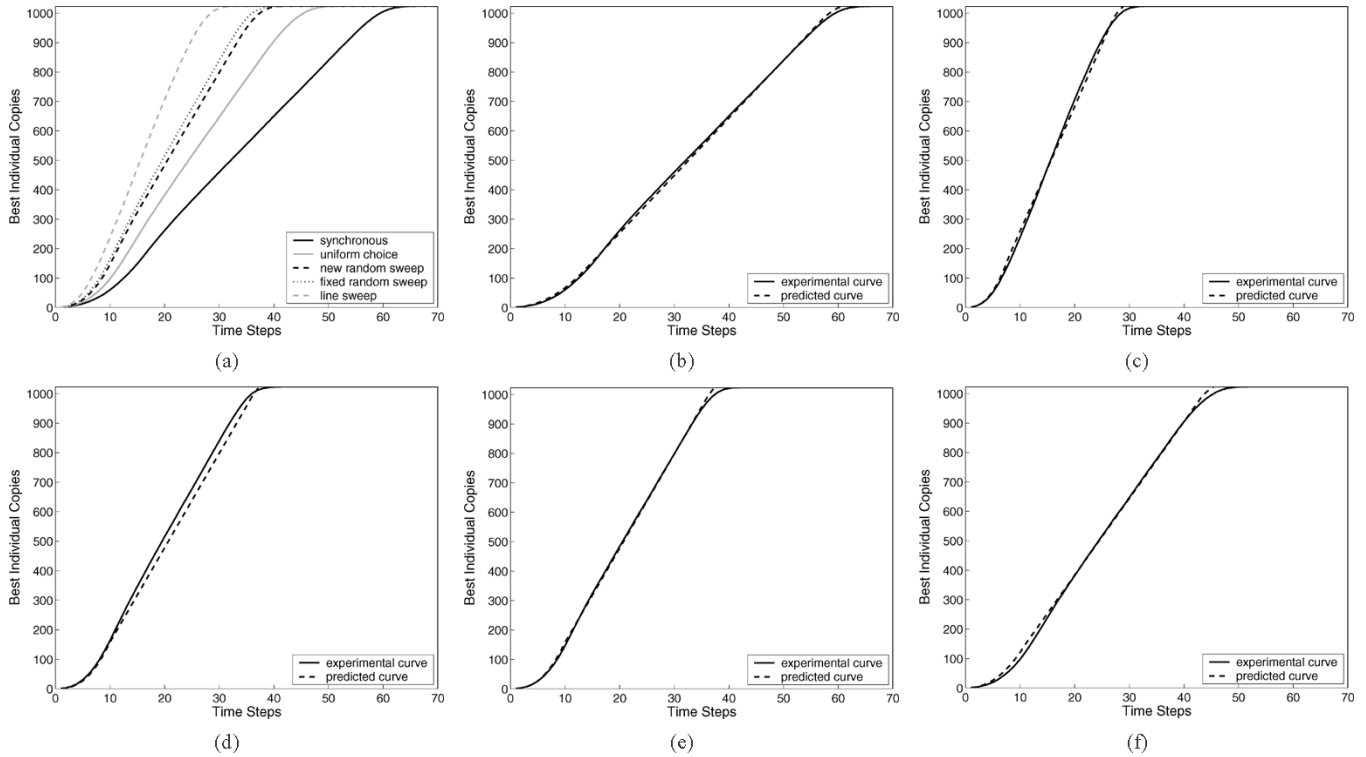 1000
900
800
700
600
500
400
300
200
100
0
Best Individual Copies
synchronous
uniform choice
new random sweep
fixed random sweep
line sweep
0 10 20 30 40 50 60 70
Time Steps
(a)
1000
900
800
700
600
500
400
300
200
100
0
Best Individual Copies
experimental curve
predicted curve
0 10 20 30 40 50 60 70
Time Steps
(b)
1000
900
800
700
600
500
400
300
200
100
0
Best Individual Copies
experimental curve
predicted curve
0 10 20 30 40 50 60 70
Time Steps
(c)
1000
900
800
700
600
500
400
300
200
100
0
Best Individual Copies
experimental curve
predicted curve
0 10 20 30 40 50 60 70
Time Steps
(d)
1000
900
800
700
600
500
400
300
200
100
0
Best Individual Copies
experimental curve
predicted curve
0 10 20 30 40 50 60 70
Time Steps
(e)
1000
900
800
700
600
500
400
300
200
100
0
Best Individual Copies
experimental curve
predicted curve
0 10 20 30 40 50 60 70
Time Steps
(f)